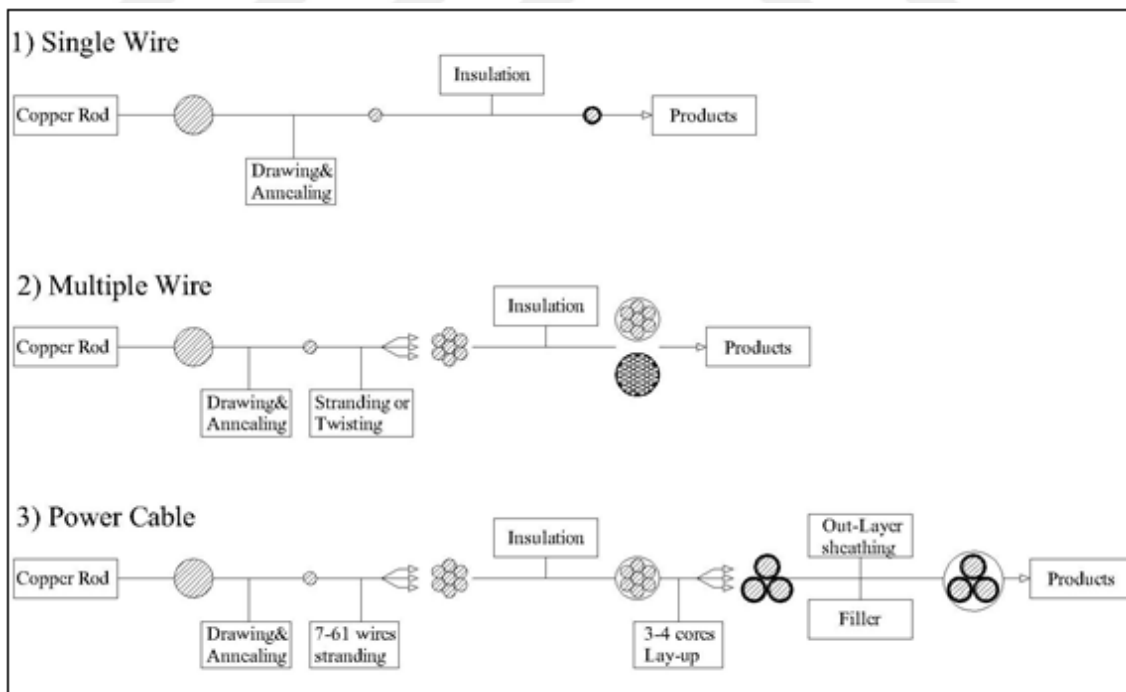 1) Single Wire
Insulation
Copper Rod
Products
Drawing&
Annealing
2) Multiple Wire
Insulation
Copper Rod
Products
Drawing&
Annealing
Stranding or
Twisting
3) Power Cable
Out-Layer
sheathing
Insulation
Copper Rod
Products
Drawing&
Annealing
7-61 wires
stranding
3-4 cores
Lay-up
Filler